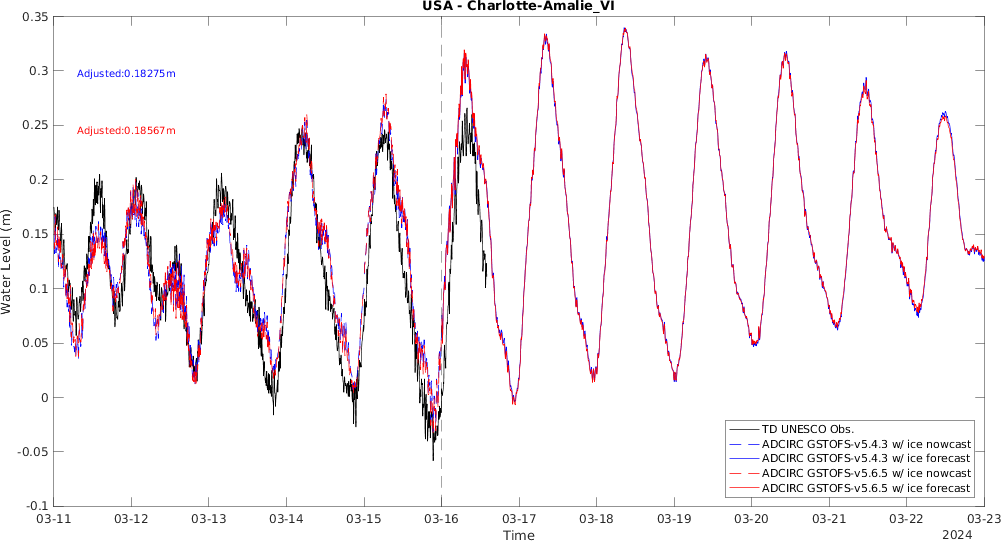 USA - Charlotte-Amalie_VI
0.35
0.3
0.25
0.2
0.15
0.1
0.05
0
-0.05
-0.1
Water Level (m)
Adjusted:0.18275m
Adjusted:0.18567m
TD UNESCO Obs.
ADCIRC GSTOFS-v5.4.3 w/ ice nowcast
ADCIRC GSTOFS-v5.4.3 w/ ice forecast
ADCIRC GSTOFS-v5.6.5 w/ ice nowcast
ADCIRC GSTOFS-v5.6.5 w/ ice forecast
03-11 03-12 03-13 03-14 03-15 03-16 03-17 03-18 03-19 03-20 03-21 03-22 03-23
Time
2024